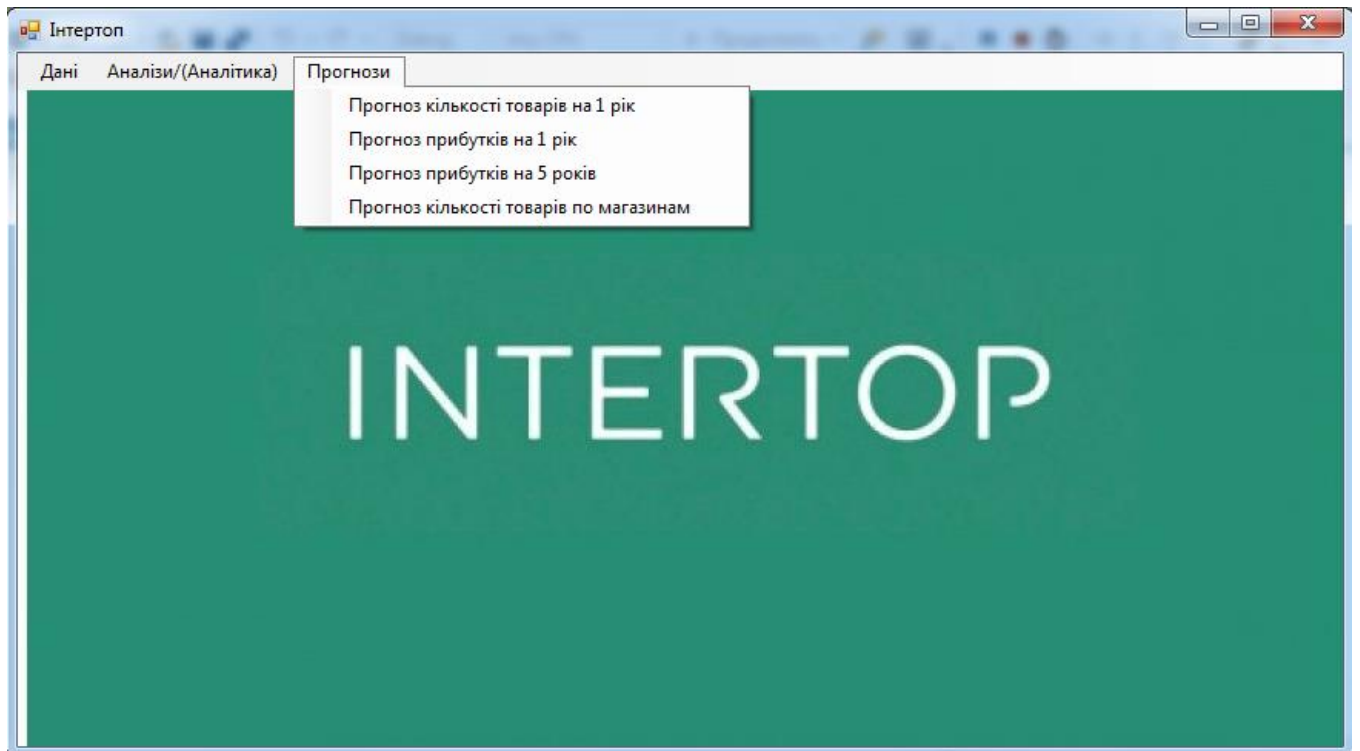 Інтертоп
Дані Аналізи/(Аналітика) Прогнози
Прогноз кількості товарів на 1 рік
Прогноз прибутків на 1 рік
Прогноз прибутків на 5 років
Прогноз кількості товарів по магазинам
INTERTOP